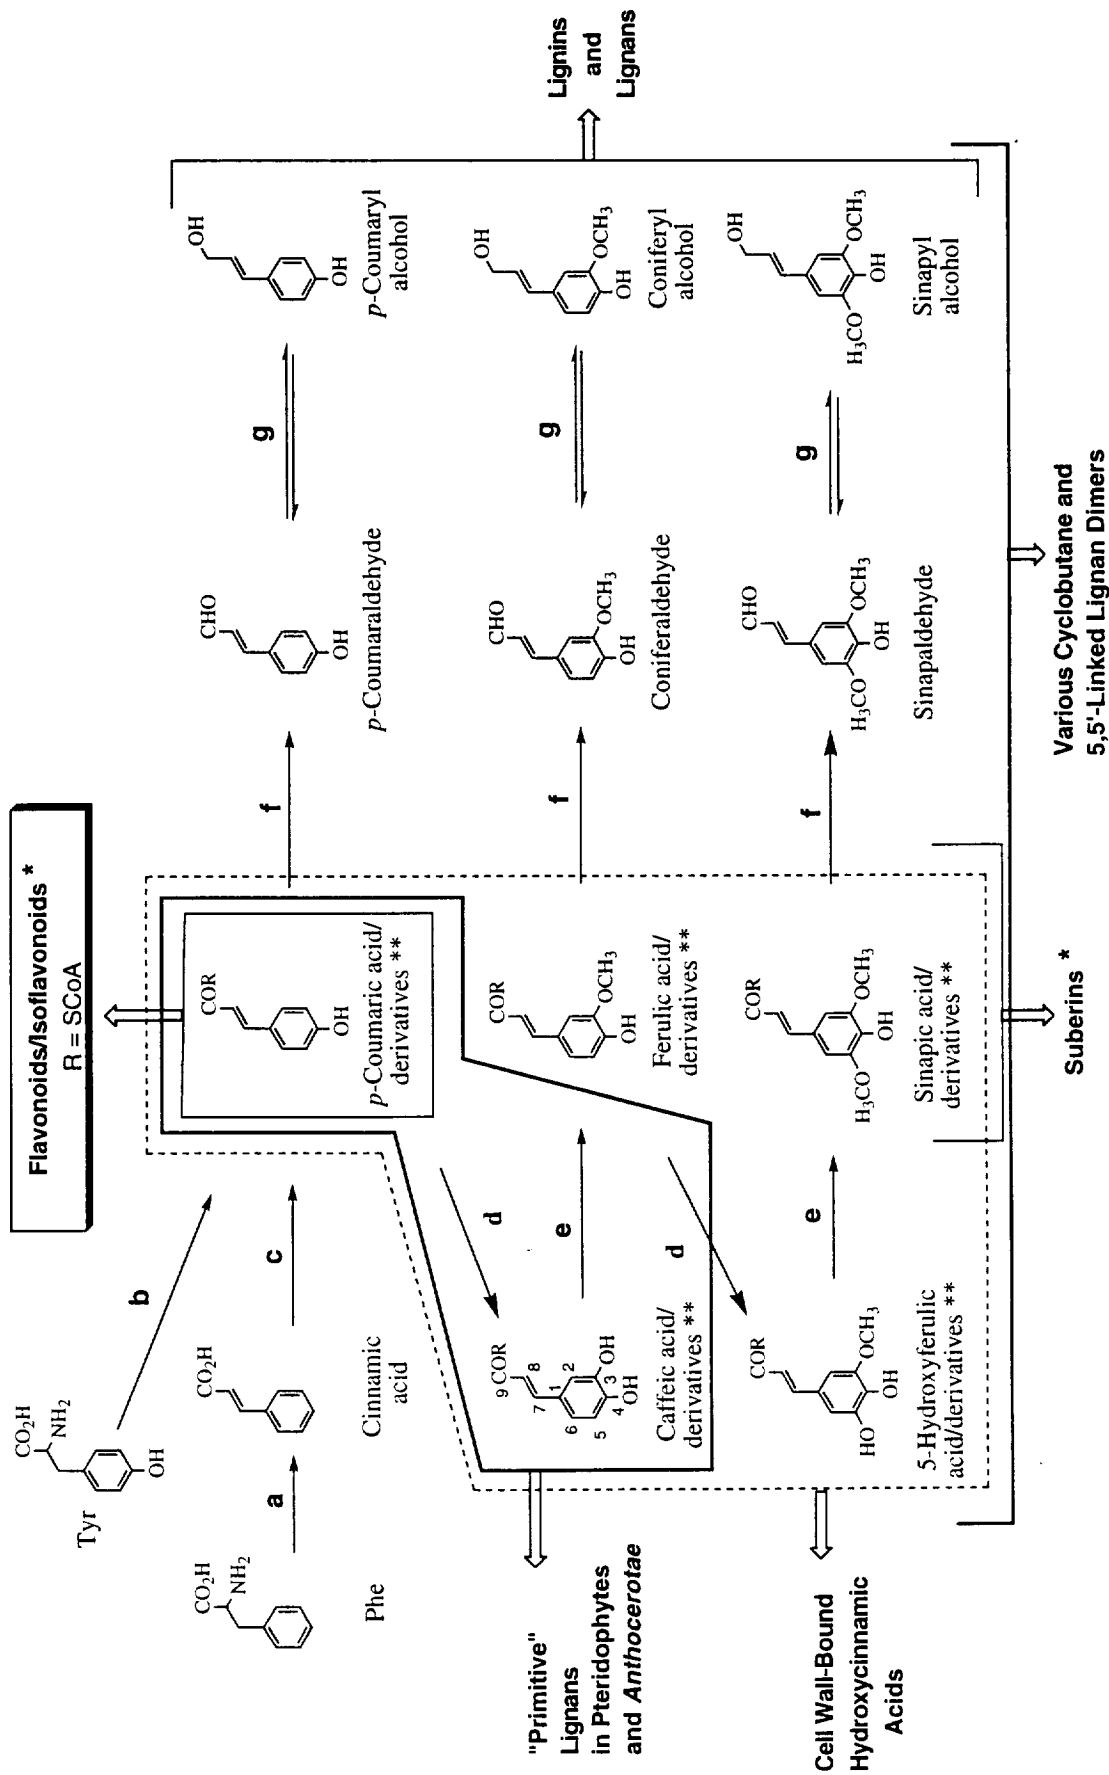 Flavonoids/Isoflavonoids *
R = SCoA
CO₂H
NH₂
OH
Tyr
b
CO₂H
NH₂
Phe
a
CO₂H
Cinnamic
acid
c
COR
OH
p-Coumaric acid/
derivatives **
f
CHO
OH
p-Coumaraldehyde
g
OH
OH
p-Coumaryl
alcohol
d
"Primitive"
Lignans
in Pteridophytes
and Anthocerotae
9 COR
8
7
1
2
6
3
5
4
OH
OH
Caffeic acid/
derivatives **
e
COR
OCH₃
OH
Ferulic acid/
derivatives **
f
CHO
OCH₃
OH
Coniferaldehyde
g
OH
OCH₃
OH
Coniferyl
alcohol
Lignins
and
Lignans
d
Cell Wall-Bound
Hydroxycinnamic
Acids
COR
HO
OCH₃
OH
5-Hydroxyferulic
acid/derivatives **
e
COR
H₃CO
OCH₃
OH
Sinapic acid/
derivatives **
f
CHO
H₃CO
OCH₃
OH
Sinapaldehyde
g
OH
H₃CO
OCH₃
OH
Sinapyl
alcohol
Suberins *
Various Cyclobutane and
5,5'-Linked Lignan Dimers